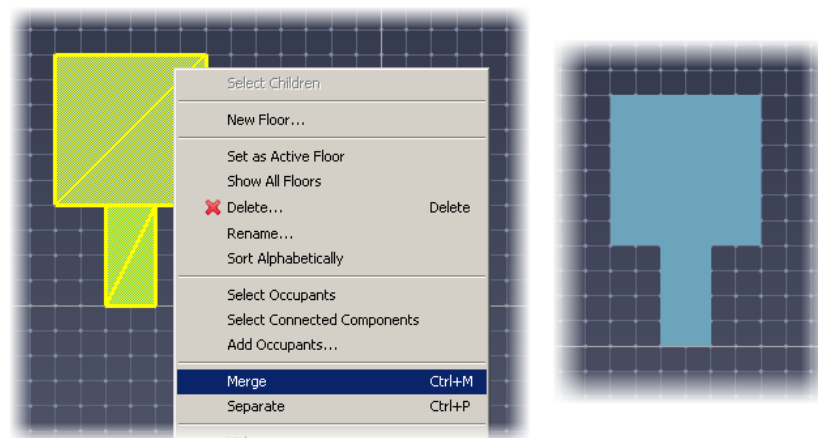 Select Children
New Floor...
Set as Active Floor
Show All Floors
Delete... Delete
Rename...
Sort Alphabetically
Select Occupants
Select Connected Components
Add Occupants...
Merge Ctrl+M
Separate Ctrl+P